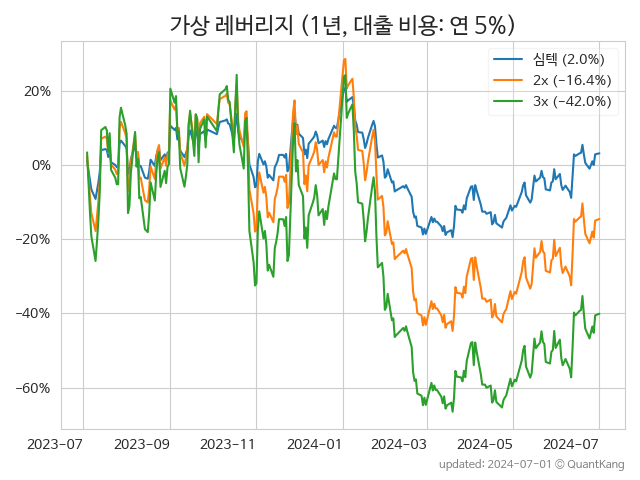 가상 레버리지 (1년, 대출 비용: 연 5%)
심텍 (2.0%)
2x (−16.4%)
3x (−42.0%)
20%
0%
−20%
−40%
−60%
2023-07 2023-09 2023-11 2024-01 2024-03 2024-05 2024-07
updated: 2024-07-01 © QuantKang